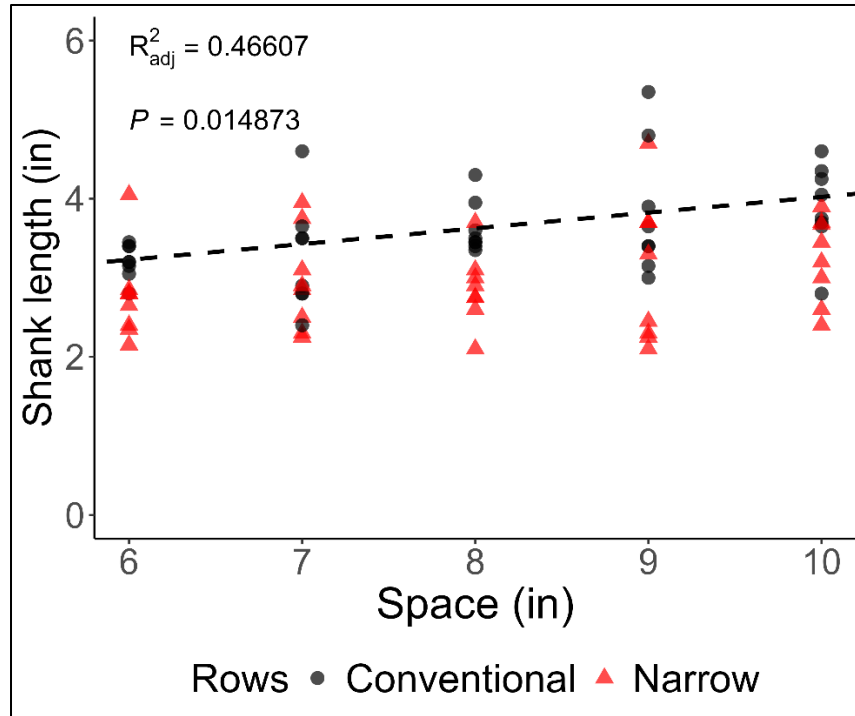 R²adj = 0.46607
P = 0.014873
Shank length (in)
6
4
2
0
6 7 8 9 10
Space (in)
Rows Conventional Narrow